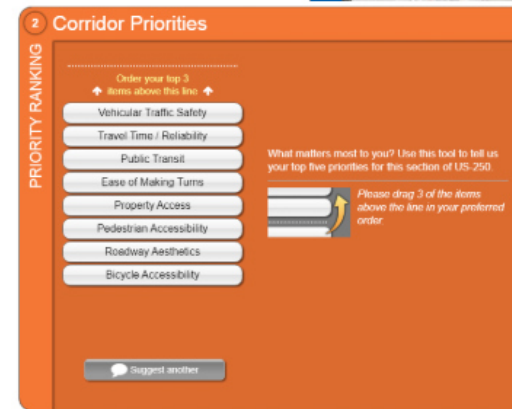 2 Corridor Priorities
PRIORITY RANKING
Order your top 3
items above this line
Vehicular Traffic Safety
Travel Time / Reliability
Public Transit
Ease of Making Turns
Property Access
Pedestrian Accessibility
Roadway Aesthetics
Bicycle Accessibility
Suggest another
What matters most to you? Use this tool to tell us
your top five priorities for this section of US-250.
Please drag 3 of the items
above the line in your preferred
order.